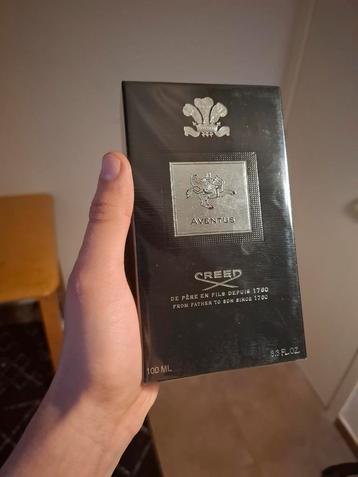 AVENTUS
CREED
DE PÈRE EN FILS DEPUIS 1760
FROM FATHER TO SON SINCE 1760
100 ML
3.3 FL.OZ.